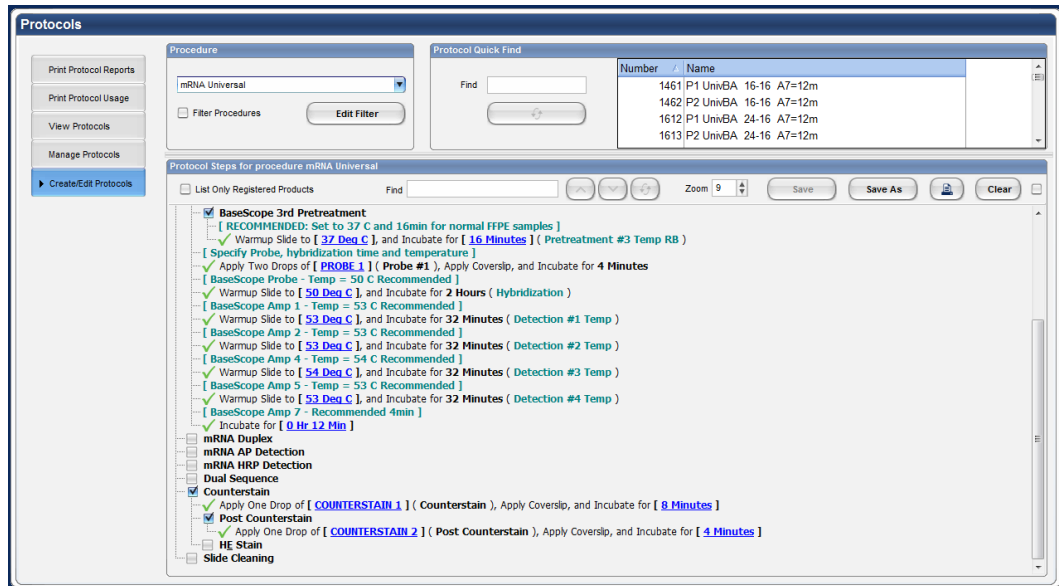 Protocols
Print Protocol Reports
Print Protocol Usage
View Protocols
Manage Protocols
Create/Edit Protocols
Procedure
mRNA Universal
Filter Procedures
Edit Filter
Protocol Quick Find
Find
Number Name
1461 P1 UnivBA 16-16 A7=12m
1462 P2 UnivBA 16-16 A7=12m
1612 P1 UnivBA 24-16 A7=12m
1613 P2 UnivBA 24-16 A7=12m
Protocol Steps for procedure mRNA Universal
List Only Registered Products Find Zoom 9 Save Save As Clear
BaseScope 3rd Pretreatment
[ RECOMMENDED: Set to 37 C and 16min for normal FFPE samples ]
Warmup Slide to [ 37 Deg C ], and Incubate for [ 16 Minutes ] ( Pretreatment #3 Temp RB )
[ Specify Probe, hybridization time and temperature ]
Apply Two Drops of [ PROBE 1 ] ( Probe #1 ), Apply Coverslip, and Incubate for 4 Minutes
[ BaseScope Probe - Temp = 50 C Recommended ]
Warmup Slide to [ 50 Deg C ], and Incubate for 2 Hours ( Hybridization )
[ BaseScope Amp 1 - Temp = 53 C Recommended ]
Warmup Slide to [ 53 Deg C ], and Incubate for 32 Minutes ( Detection #1 Temp )
[ BaseScope Amp 2 - Temp = 53 C Recommended ]
Warmup Slide to [ 53 Deg C ], and Incubate for 32 Minutes ( Detection #2 Temp )
[ BaseScope Amp 4 - Temp = 54 C Recommended ]
Warmup Slide to [ 54 Deg C ], and Incubate for 32 Minutes ( Detection #3 Temp )
[ BaseScope Amp 5 - Temp = 53 C Recommended ]
Warmup Slide to [ 53 Deg C ], and Incubate for 32 Minutes ( Detection #4 Temp )
[ BaseScope Amp 7 - Recommended 4min ]
Incubate for [ 0 Hr 12 Min ]
mRNA Duplex
mRNA AP Detection
mRNA HRP Detection
Dual Sequence
Counterstain
Apply One Drop of [ COUNTERSTAIN 1 ] ( Counterstain ), Apply Coverslip, and Incubate for [ 8 Minutes ]
Post Counterstain
Apply One Drop of [ COUNTERSTAIN 2 ] ( Post Counterstain ), Apply Coverslip, and Incubate for [ 4 Minutes ]
HE Stain
Slide Cleaning